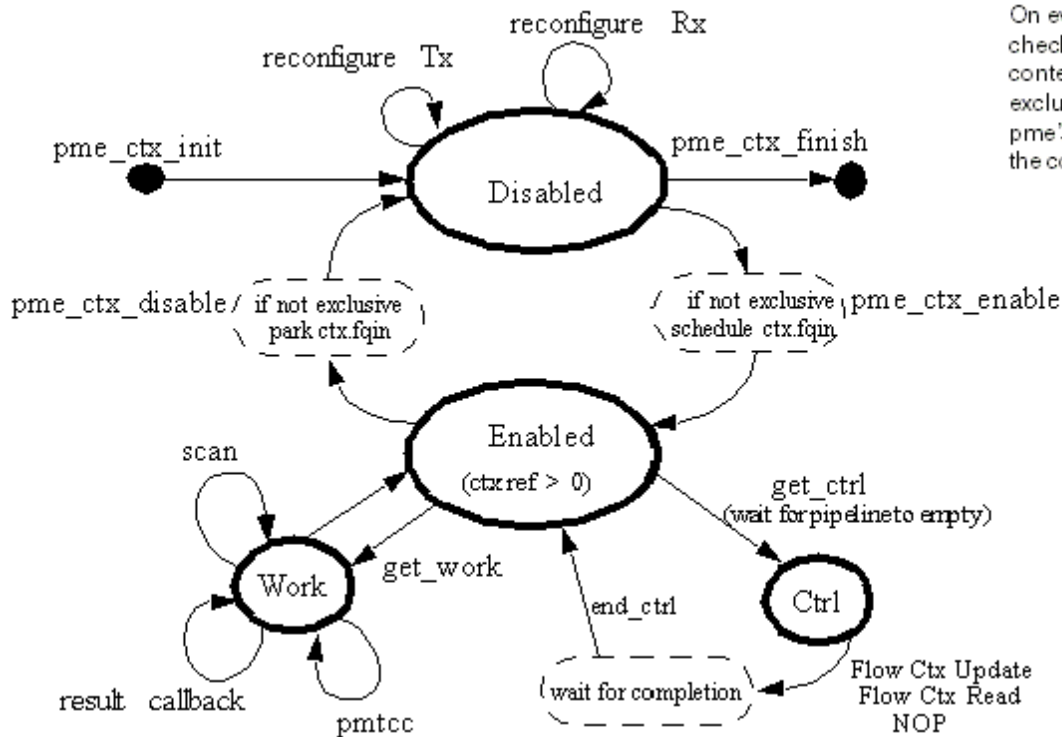 reconfigure Tx
reconfigure Rx
pme_ctx_init
pme_ctx_finish
Disabled
On
chec
conte
exclu
pme'
the co
pme_ctx_disable
if not exclusive
park ctx.fqin
if not exclusive
schedule ctx.fqin
pme_ctx_enable
Enabled
(ctx ref > 0)
scan
get_ctrl
(wait for pipeline to empty)
Work
get_work
Ctrl
end_ctrl
result callback
pmtcc
wait for completion
Flow Ctx Update
Flow Ctx Read
NOP